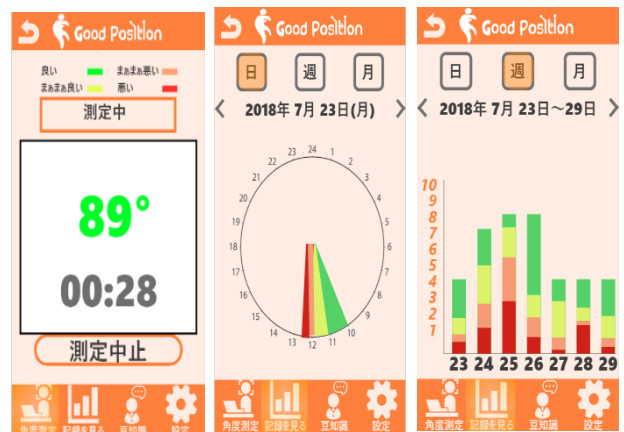 Good Position
良い
まぁまぁ悪い
まぁまぁ良い
悪い
測定中
89°
00:28
測定中止
角度測定
記録を見る
豆知識
設定
Good Position
日
週
月
2018年 7月 23日(月)
24
1
2
3
4
5
6
7
8
9
10
11
12
13
14
15
16
17
18
19
20
21
22
23
角度測定
記録を見る
豆知識
設定
Good Position
日
週
月
2018年 7月 23日～29日
10
9
8
7
6
5
4
3
2
1
23 24 25 26 27 28 29
角度測定
記録を見る
豆知識
設定